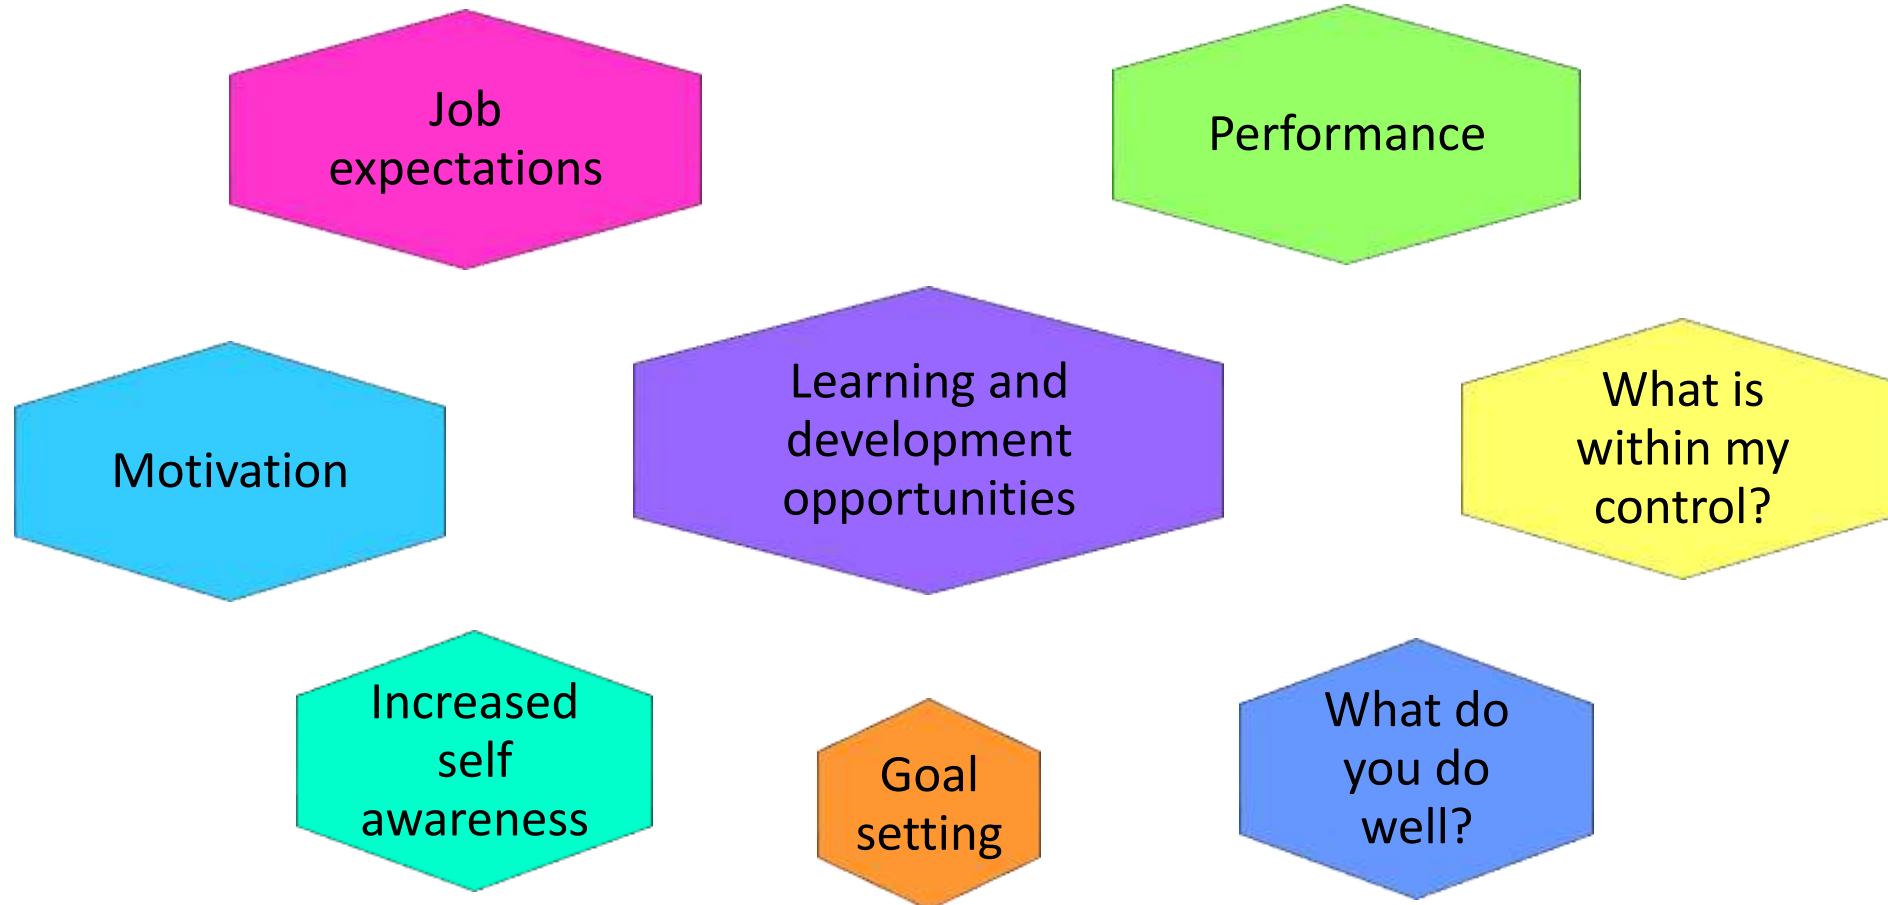 Job
expectations
Performance
Motivation
Learning and
development
opportunities
What is
within my
control?
Increased
self
awareness
Goal
setting
What do
you do
well?